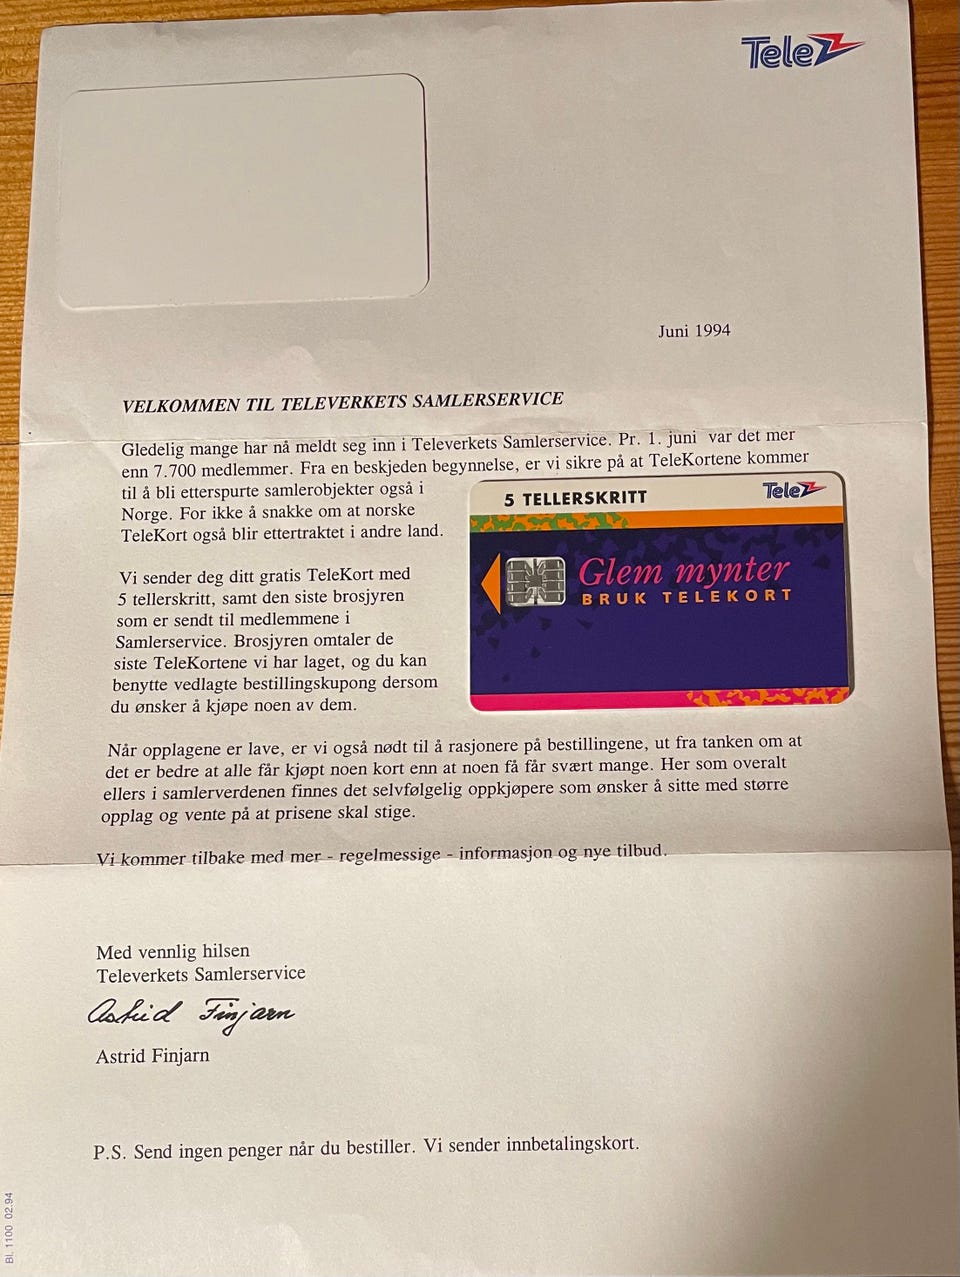 Tele
Juni 1994
VELKOMMEN TIL TELEVERKETS SAMLERSERVICE
Gledelig mange har nå meldt seg inn i Televerkets Samlerservice. Pr. 1. juni var det mer
enn 7.700 medlemmer. Fra en beskjeden begynnelse, er vi sikre på at TeleKortene kommer
til å bli etterspurte samlerobjekter også i
Norge. For ikke å snakke om at norske
TeleKort også blir ettertraktet i andre land.
Vi sender deg ditt gratis TeleKort med
5 tellerskritt, samt den siste brosjyren
som er sendt til medlemmene i
Samlerservice. Brosjyren omtaler de
siste TeleKortene vi har laget, og du kan
benytte vedlagte bestillingskupong dersom
du ønsker å kjøpe noen av dem.
5 TELLERSKRITT
Tele
Glem mynter
BRUK TELEKORT
Når opplagene er lave, er vi også nødt til å rasjonere på bestillingene, ut fra tanken om at
det er bedre at alle får kjøpt noen kort enn at noen få får svært mange. Her som overalt
ellers i samlerverdenen finnes det selvfølgelig oppkjøpere som ønsker å sitte med større
opplag og vente på at prisene skal stige.
Vi kommer tilbake med mer - regelmessige - informasjon og nye tilbud.
Med vennlig hilsen
Televerkets Samlerservice
Astrid Finjarn
Astrid Finjarn
P.S. Send ingen penger når du bestiller. Vi sender innbetalingskort.
Bl. 1100 02.94